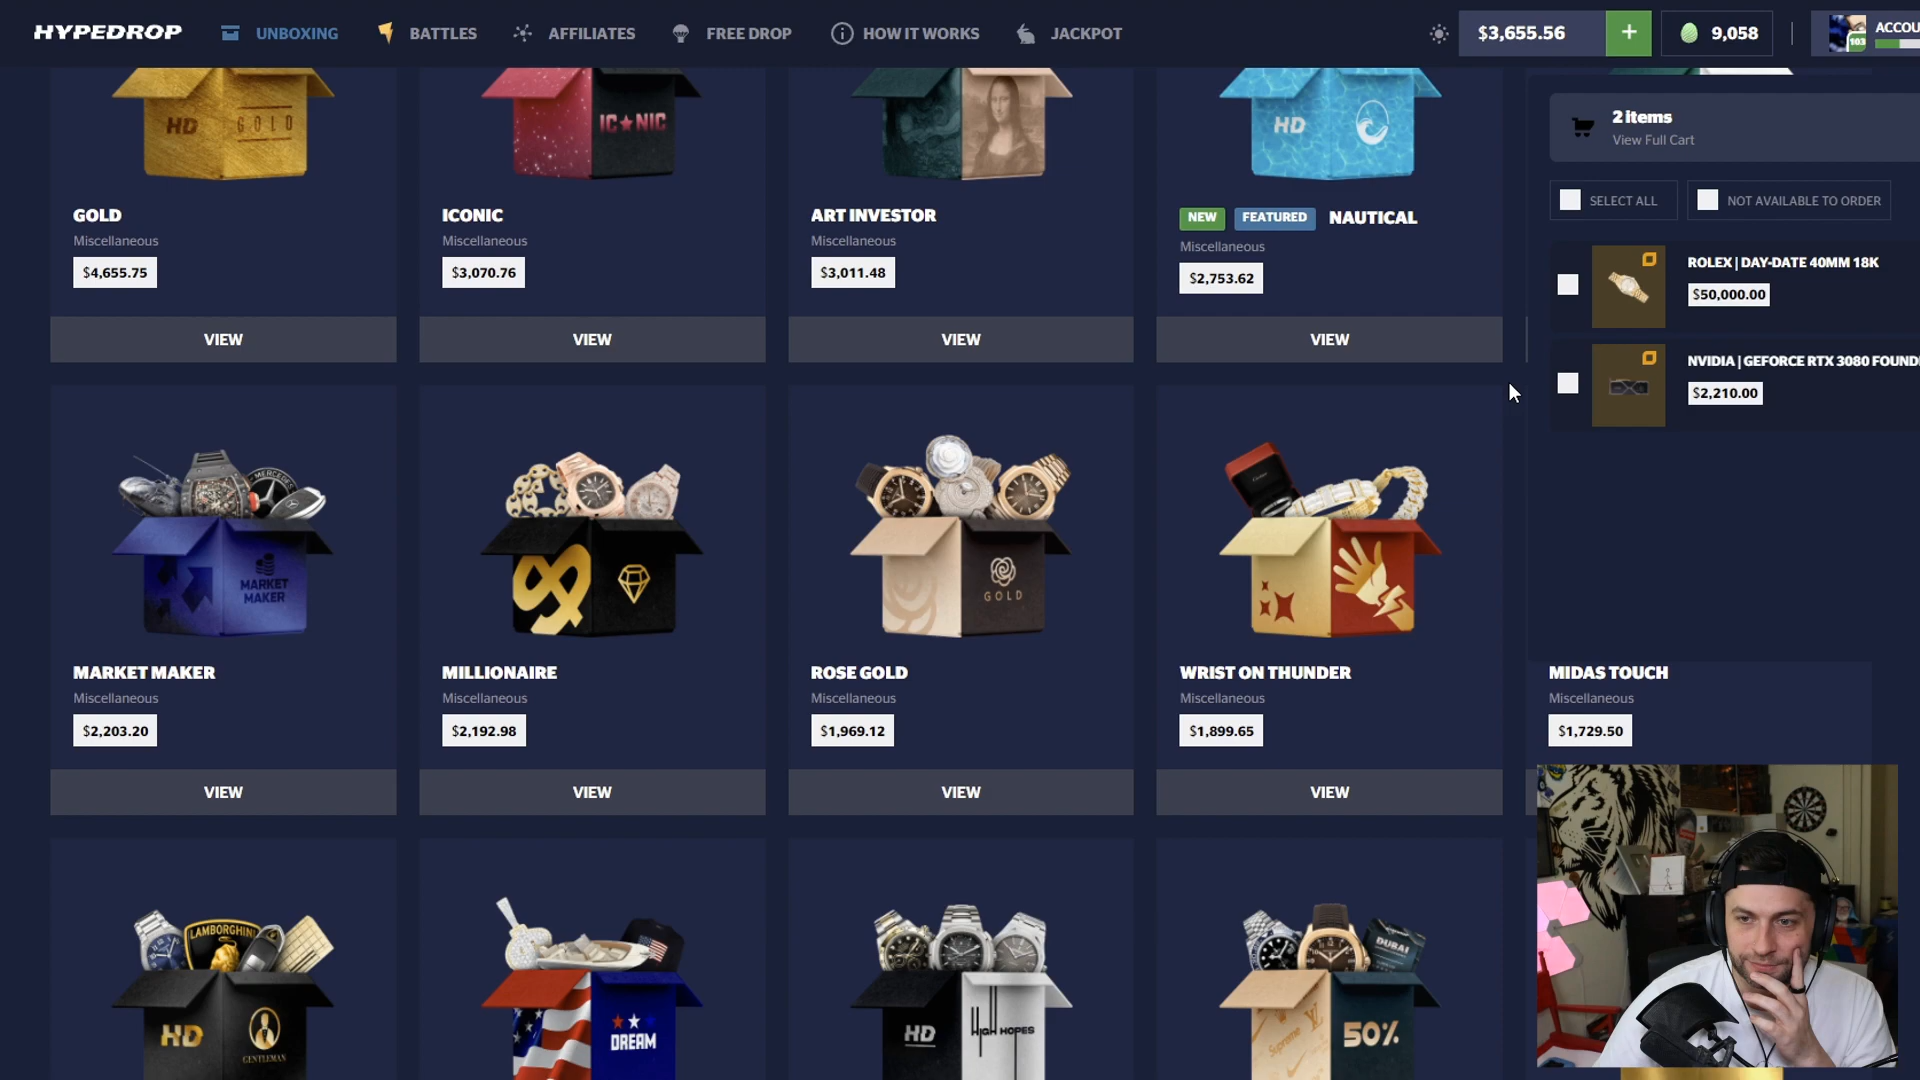 HYPEDROP UNBOXING BATTLES AFFILIATES FREE DROP HOW IT WORKS JACKPOT $3,655.56 + 9,058 ACCOU
103
2 items
View Full Cart
SELECT ALL NOT AVAILABLE TO ORDER
ROLEX | DAY-DATE 40MM 18K
$50,000.00
NVIDIA | GEFORCE RTX 3080 FOUND
$2,210.00
HD GOLD
IC★NIC
HD
GOLD
Miscellaneous
$4,655.75
VIEW
ICONIC
Miscellaneous
$3,070.76
VIEW
ART INVESTOR
Miscellaneous
$3,011.48
VIEW
NEW FEATURED NAUTICAL
Miscellaneous
$2,753.62
VIEW
MERCEDES
MARKET
MAKER
GOLD
MARKET MAKER
Miscellaneous
$2,203.20
VIEW
MILLIONAIRE
Miscellaneous
$2,192.98
VIEW
ROSE GOLD
Miscellaneous
$1,969.12
VIEW
WRIST ON THUNDER
Miscellaneous
$1,899.65
VIEW
MIDAS TOUCH
Miscellaneous
$1,729.50
LAMBORGHINI
HD
GENTLEMAN
DREAM
HD HIGH HOPES
DUBAI
Supreme
LV
50%